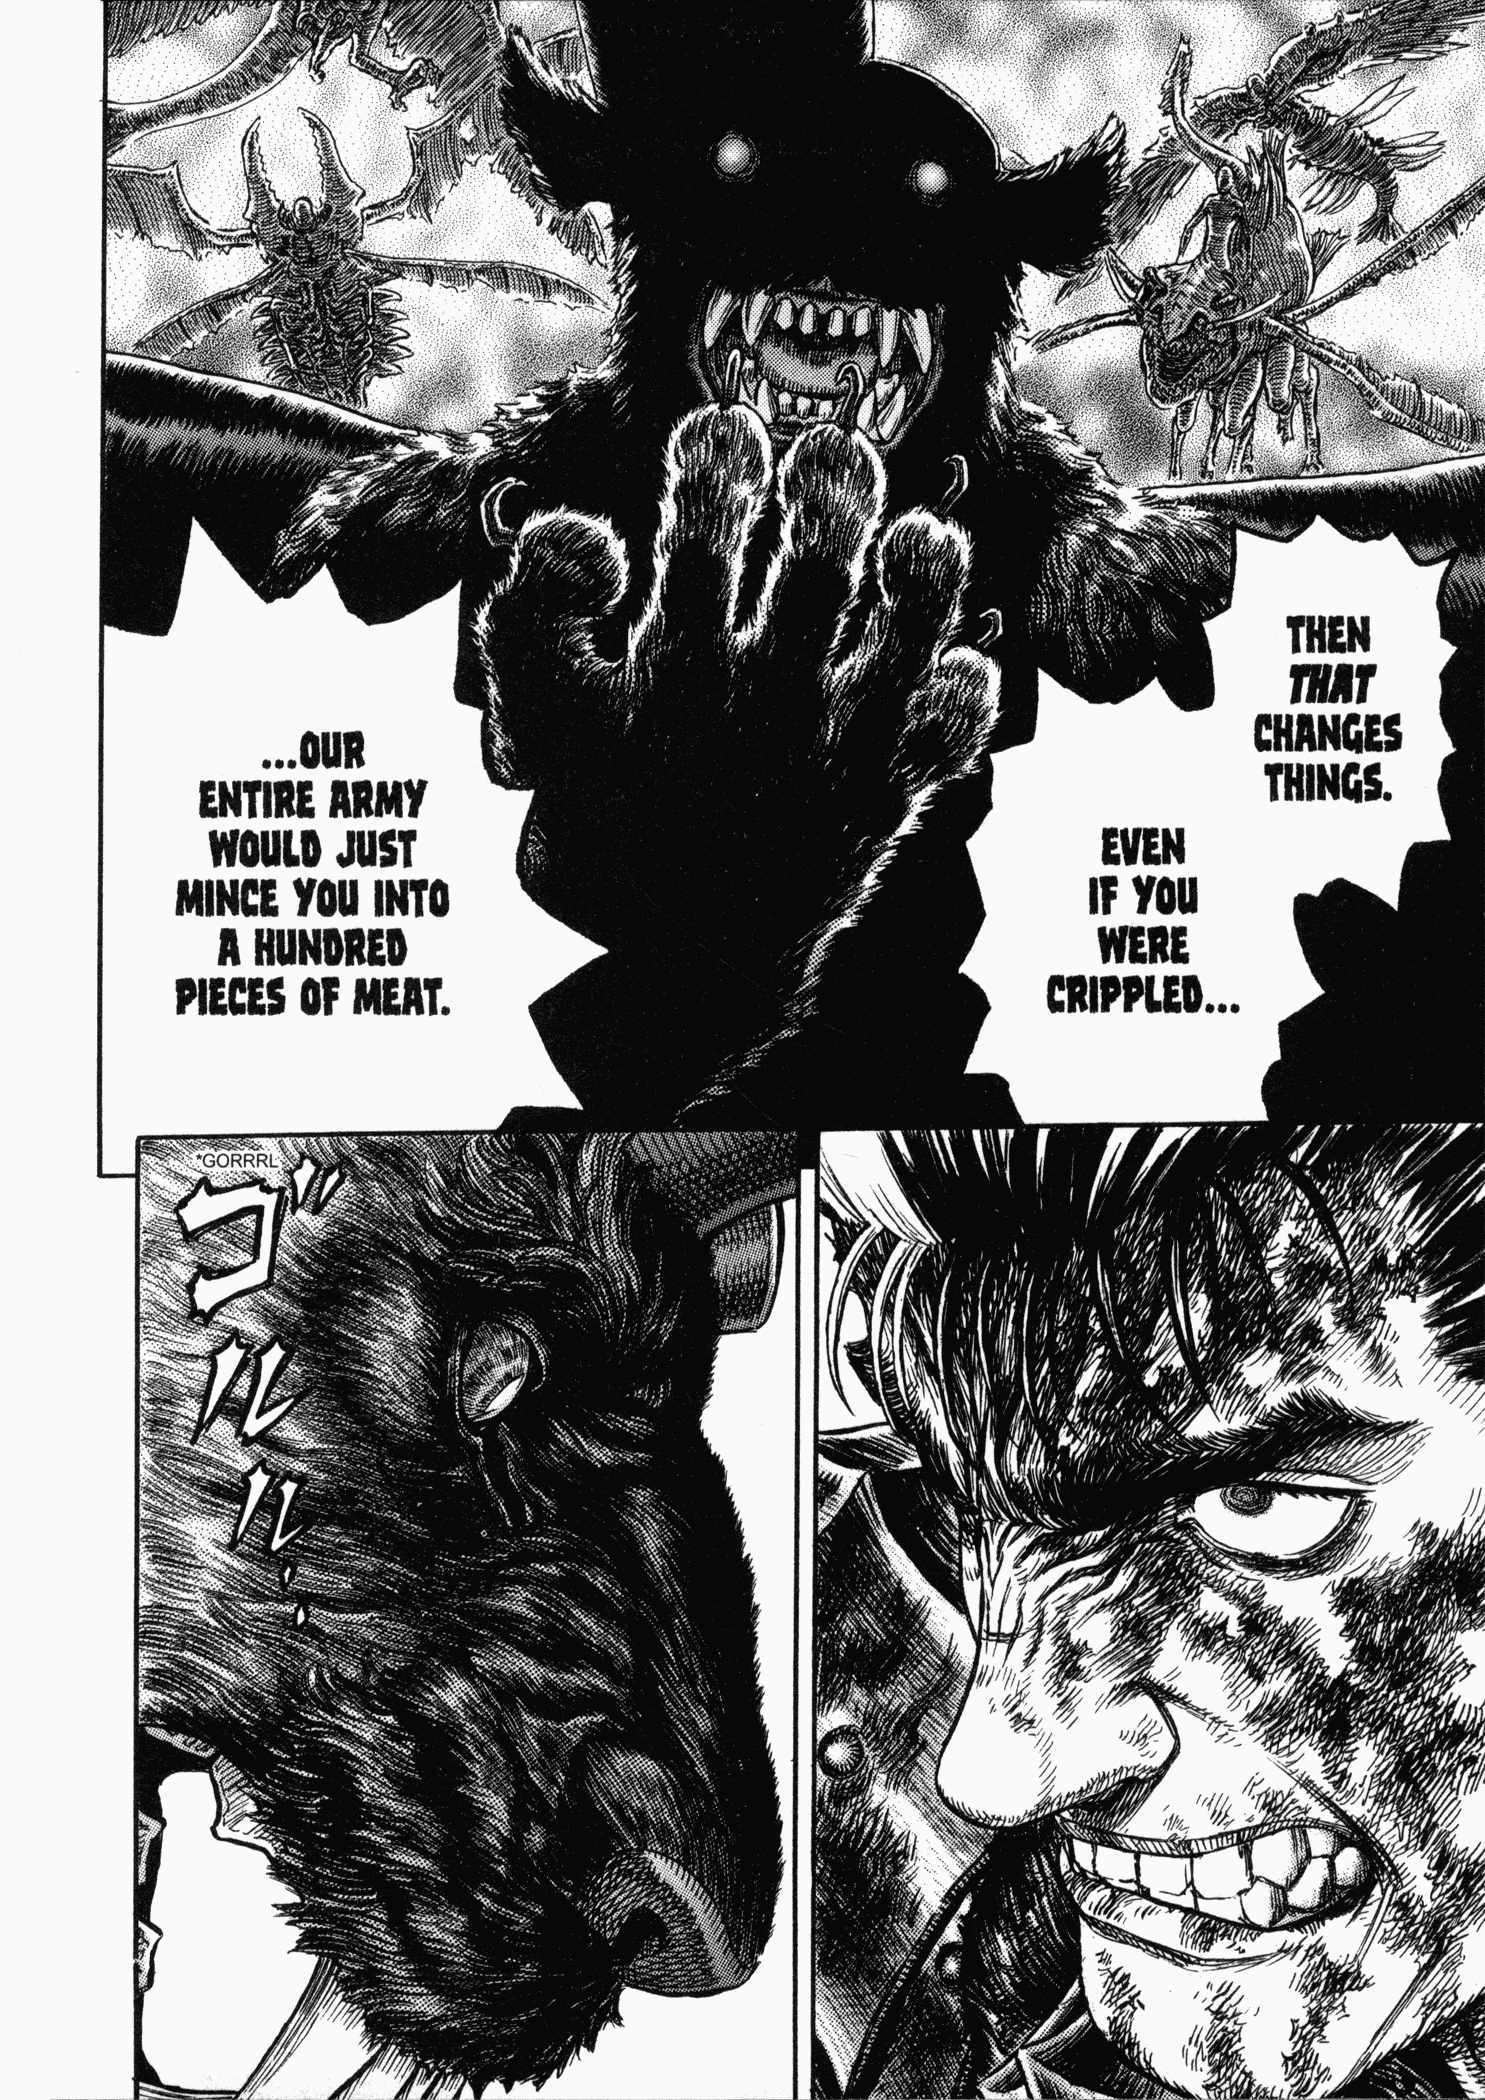 THEN
THAT
CHANGES
THINGS.
EVEN
IF YOU
WERE
CRIPPLED...
...OUR
ENTIRE ARMY
WOULD JUST
MINCE YOU INTO
A HUNDRED
PIECES OF MEAT.
*GORRRL
ゴルル